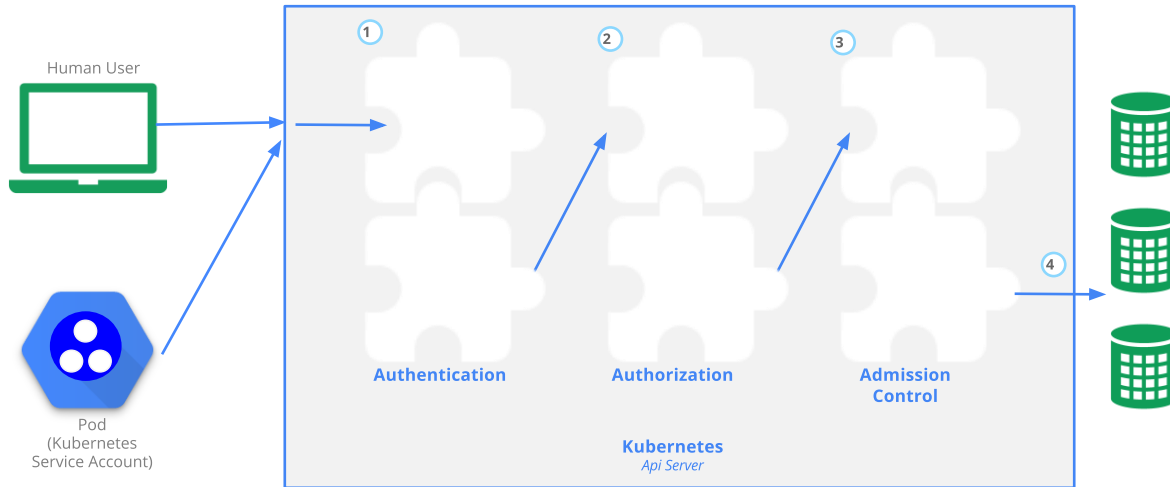 Human User
1
2
3
4
Authentication
Authorization
Admission
Control
Pod
(Kubernetes
Service Account)
Kubernetes
Api Server